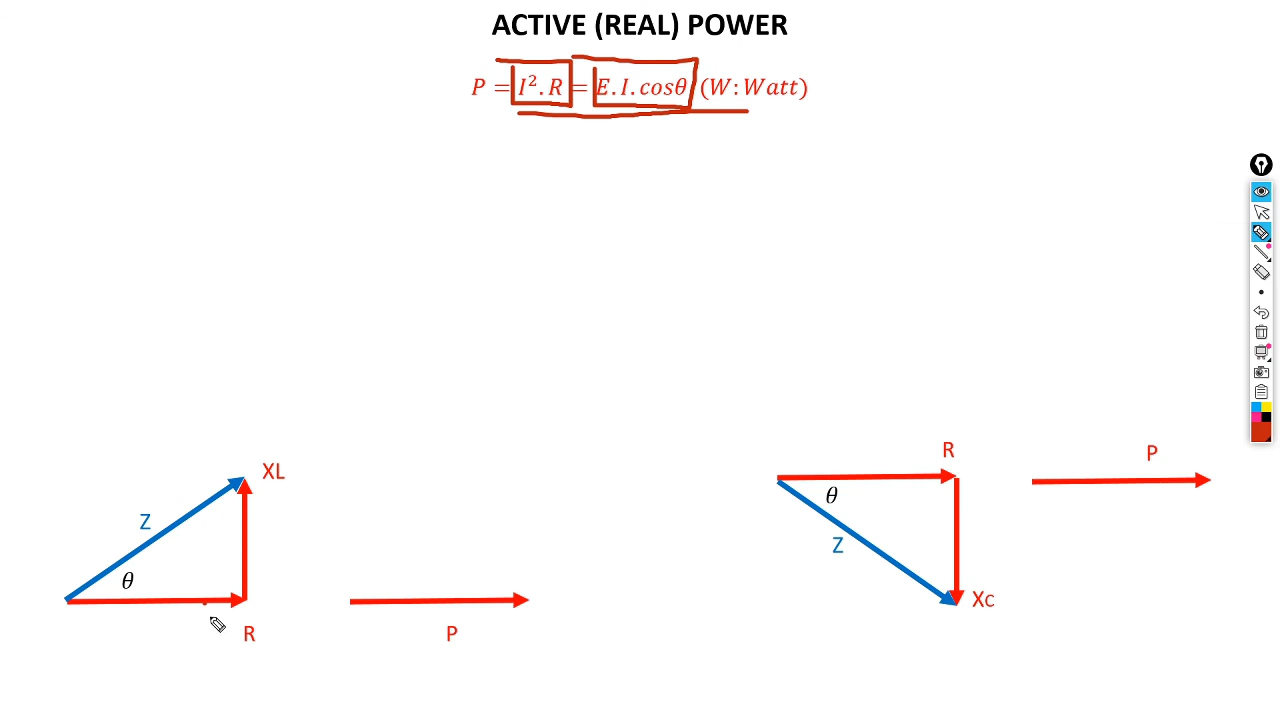 ACTIVE (REAL) POWER
P = I². R = E. I. cosθ (W: Watt)
R
P
XL
θ
Z
Z
θ
XC
R
P